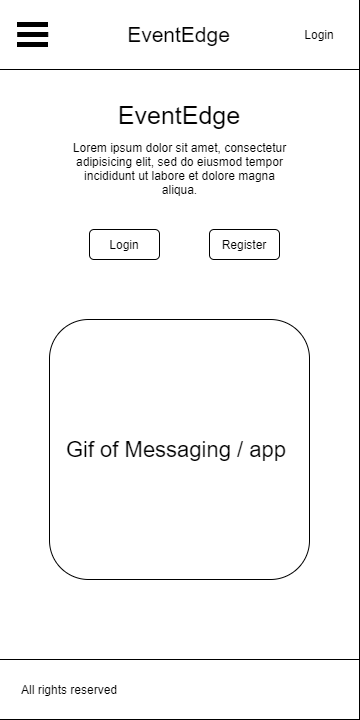 EventEdge
Login
EventEdge
Lorem ipsum dolor sit amet, consectetur
adipisicing elit, sed do eiusmod tempor
incididunt ut labore et dolore magna
aliqua.
Login
Register
Gif of Messaging / app
All rights reserved